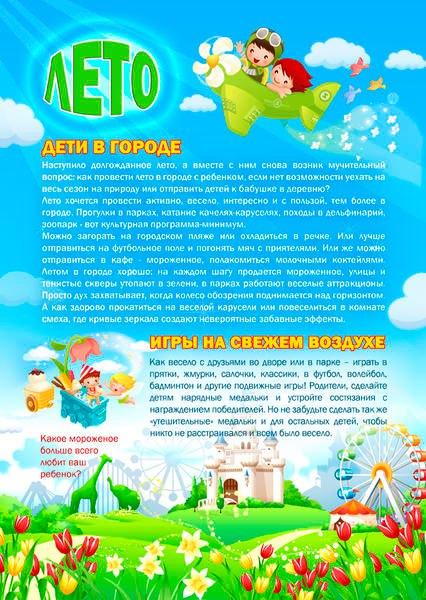 ЛЕТО
ДЕТИ В ГОРОДЕ
Наступило долгожданное лето, а вместе с ним снова возник мучительный
вопрос: как провести лето в городе с ребенком, если нет возможности уехать на
весь сезон на природу или отправить детей к бабушке в деревню?
Лето хочется провести активно, весело, интересно и с пользой, тем более в
городе. Прогулки в парках, катание качелях-каруселях, походы в дельфинарий,
зоопарк - вот культурная программа-минимум.
Можно загорать на городском пляже или охладиться в речке. Или лучше
отправиться на футбольное поле и погонять мяч с приятелями. Или же можно
отправиться в кафе - мороженное, полакомиться молочными коктейлями.
Летом в городе хорошо: на каждом шагу продается мороженное, улицы и
тенистые скверы утопают в зелени, в парках работают веселые аттракционы.
Просто дух захватывает, когда колесо обозрения поднимается над горизонтом.
А как здорово прокатиться на веселой карусели или повеселиться в комнате
смеха, где кривые зеркала создают невероятные забавные эффекты.
ИГРЫ НА СВЕЖЕМ ВОЗДУХЕ
Как весело с друзьями во дворе или в парке – играть в
прятки, жмурки, салочки, классики, в футбол, волейбол,
бадминтон и другие подвижные игры! Родители, сделайте
детям нарядные медальки и устройте состязания с
награждением победителей. Но не забудьте сделать так же
«утешительные» медальки и для остальных детей, чтобы
никто не расстраивался и всем было весело.
Какое мороженое
больше всего
любит ваш
ребенок?